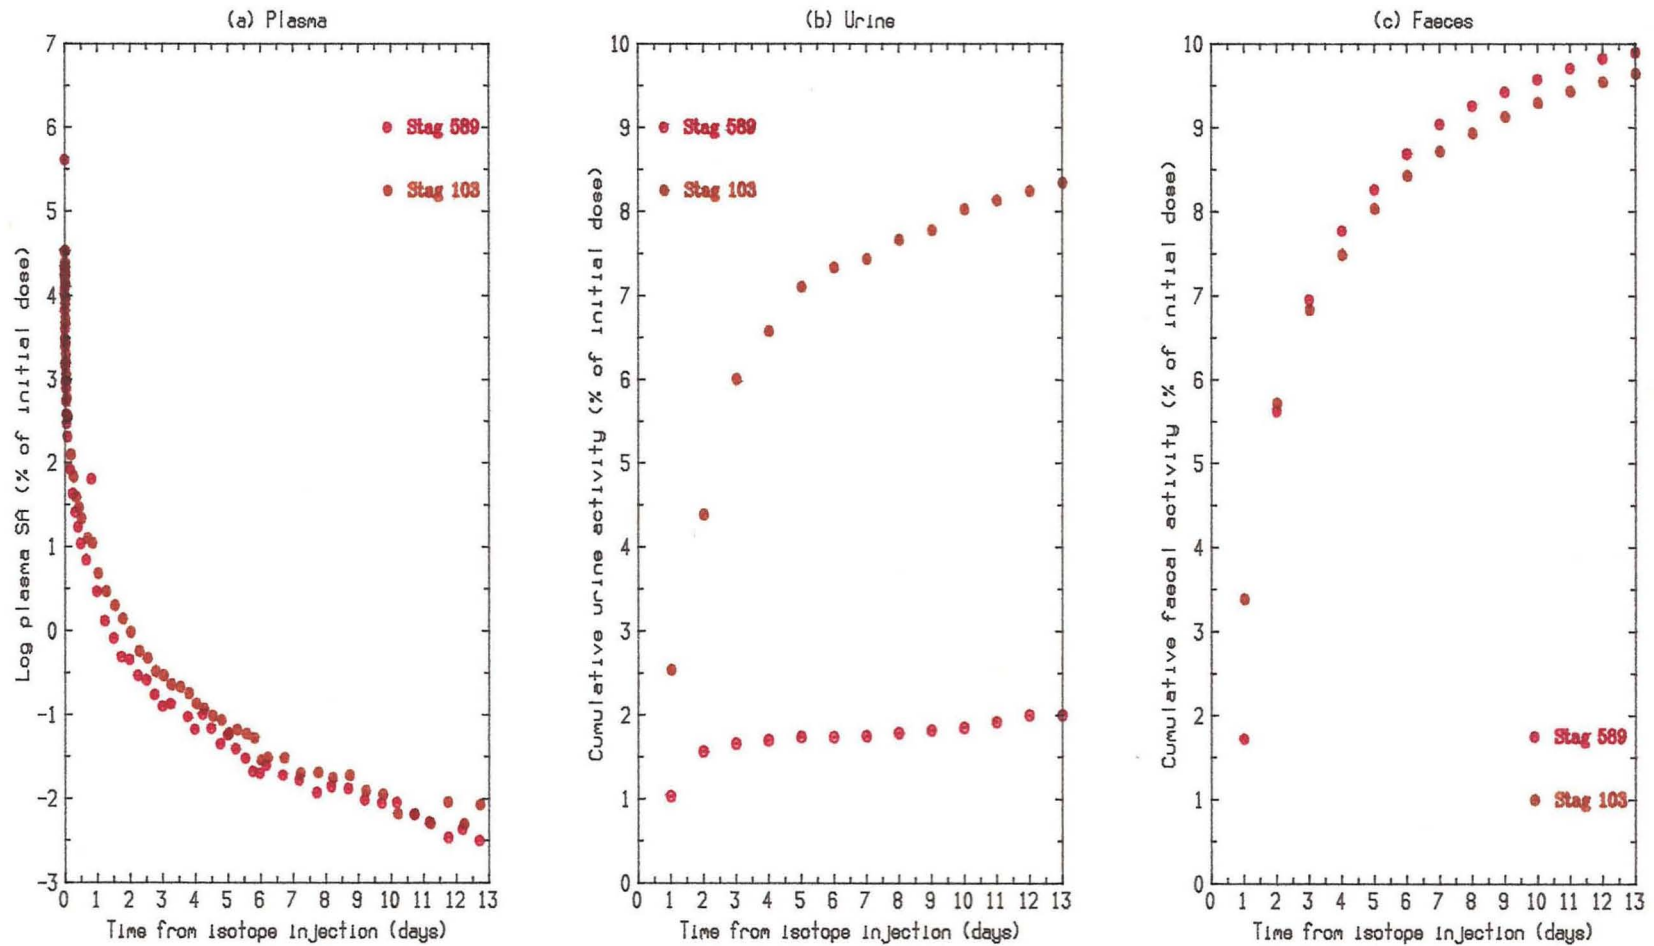 (a) Plasma
7
6
5
4
3
2
1
0
-1
-2
-3
Log plasma SA (% of initial dose)
Stag 589
Stag 103
0 1 2 3 4 5 6 7 8 9 10 11 12 13
Time from isotope injection (days)
(b) Urine
10
9
8
7
6
5
4
3
2
1
0
Cumulative urine activity (% of initial dose)
Stag 589
Stag 103
0 1 2 3 4 5 6 7 8 9 10 11 12 13
Time from isotope injection (days)
(c) Faeces
10
9
8
7
6
5
4
3
2
1
0
Cumulative faecal activity (% of initial dose)
Stag 589
Stag 103
0 1 2 3 4 5 6 7 8 9 10 11 12 13
Time from isotope injection (days)